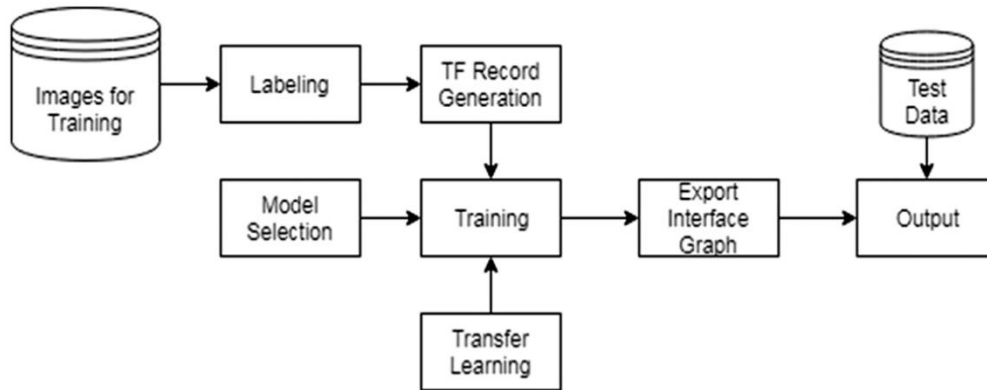 Images for
Training
Labeling
TF Record
Generation
Test
Data
Model
Selection
Training
Export
Interface
Graph
Output
Transfer
Learning